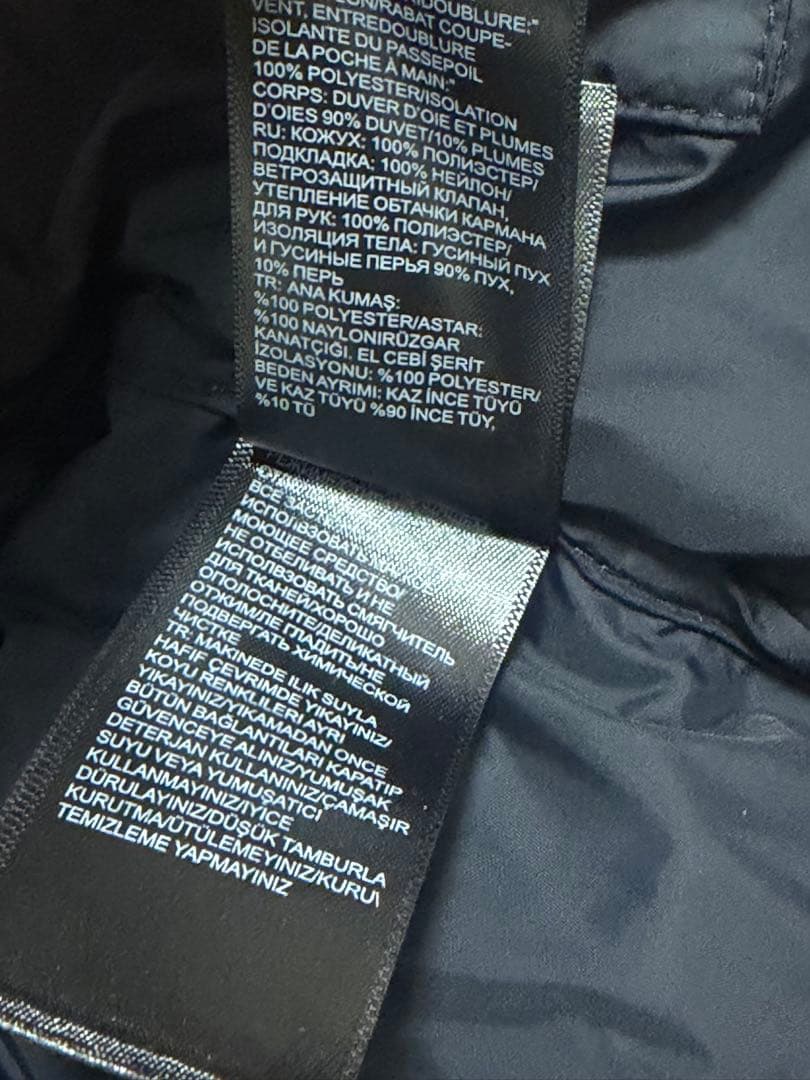 VENT, ENTREDOUBLURE
ISOLANTE DU PASSEPOIL
DE LA POCHE À MAIN:"
100% POLYESTER/ISOLATION
CORPS: DUVER D'OIE ET PLUMES
D'OIES 90% DUVET/10% PLUMES
RU: КОЖУХ: 100% ПОЛИЭСТЕР/
ПОДКЛАДКА: 100% НЕЙЛОН/
ВЕТРОЗАЩИТНЫЙ КЛАПАН,
УТЕПЛЕНИЕ ОБТАЧКИ КАРМАНА
ДЛЯ РУК: 100% ПОЛИЭСТЕР/
ИЗОЛЯЦИЯ ТЕЛА: ГУСИНЫЙ ПУХ
И ГУСИНЫЕ ПЕРЬЯ 90% ПУХ,
10% ПЕРЬ
TR: ANA KUMAŞ:
%100 POLYESTER/ASTAR:
%100 NAYLONIRÜZGAR
KANATÇIĞI, EL CEBİ ŞERİT
İZOLASYONU: %100 POLYESTER/
BEDEN AYRIMI: KAZ İNCE TÜYÜ
VE KAZ TÜYÜ %90 İNCE TÜY,
%10 TÜ
ВСЕ
ИСПОЛЬЗОВАТЬ
МОЮЩЕЕ СРЕДСТВО/
НЕ ОТБЕЛИВАТЬ И НЕ
ИСПОЛЬЗОВАТЬ СМЯГЧИТЕЛЬ
ДЛЯ ТКАНЕЙ/ХОРОШО
ОПОЛОСНИТЕ/ДЕЛИКАТНЫЙ
ОТЖИМ/НЕ ГЛАДИТЬ/НЕ
ПОДВЕРГАТЬ ХИМИЧЕСКОЙ
ЧИСТКЕ
TR: MAKİNEDE ILIK SUYLA
HAFİF ÇEVRİMDE YIKAYINIZ/
KOYU RENKLİLERİ AYRI
YIKAYINIZ/YIKAMADAN ÖNCE
BÜTÜN BAĞLANTILARI KAPATIP
GÜVENCEYE ALINIZ/YUMUŞAK
DETERJAN KULLANINIZ/ÇAMAŞIR
SUYU VEYA YUMUŞATICI
KULLANMAYINIZ/İYİCE
DURULAYINIZ/DÜŞÜK TAMBURLA
KURUTMA/ÜTÜLEMEYİNİZ/KURU\
TEMİZLEME YAPMAYINIZ